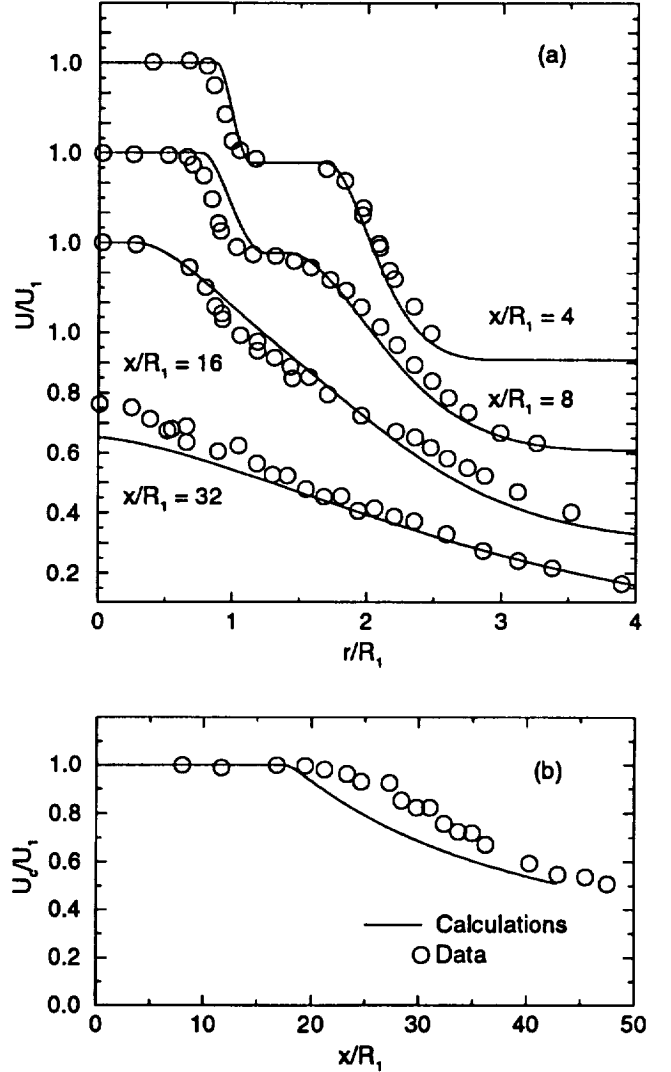 (a)
1.0
1.0
1.0
1.0
0.8
0.6
0.4
0.2
U/U₁
x/R₁ = 4
x/R₁ = 8
x/R₁ = 16
x/R₁ = 32
0 1 2 3 4
r/R₁
(b)
1.0
0.8
0.6
0.4
0.2
0.0
U_c/U₁
Calculations
Data
0 10 20 30 40 50
x/R₁